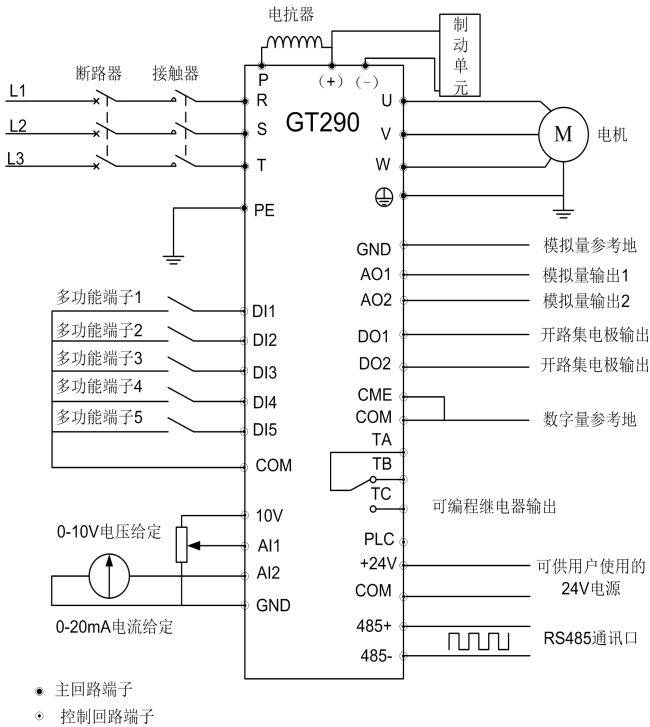 电抗器
制动单元
断路器 接触器
P (+) (-)
L1
R
U
GT290
L2
S
V
M
电机
L3
T
W
PE
GND 模拟量参考地
AO1 模拟量输出1
AO2 模拟量输出2
多功能端子1
DI1
DO1 开路集电极输出
多功能端子2
DI2
DO2 开路集电极输出
多功能端子3
DI3
多功能端子4
DI4
CME
多功能端子5
DI5
COM 数字量参考地
TA
COM
TB
TC
可编程继电器输出
10V
0-10V电压给定
AI1
PLC
AI2
+24V 可供用户使用的
24V电源
COM
GND
0-20mA电流给定
485+
RS485通讯口
485-
主回路端子
控制回路端子